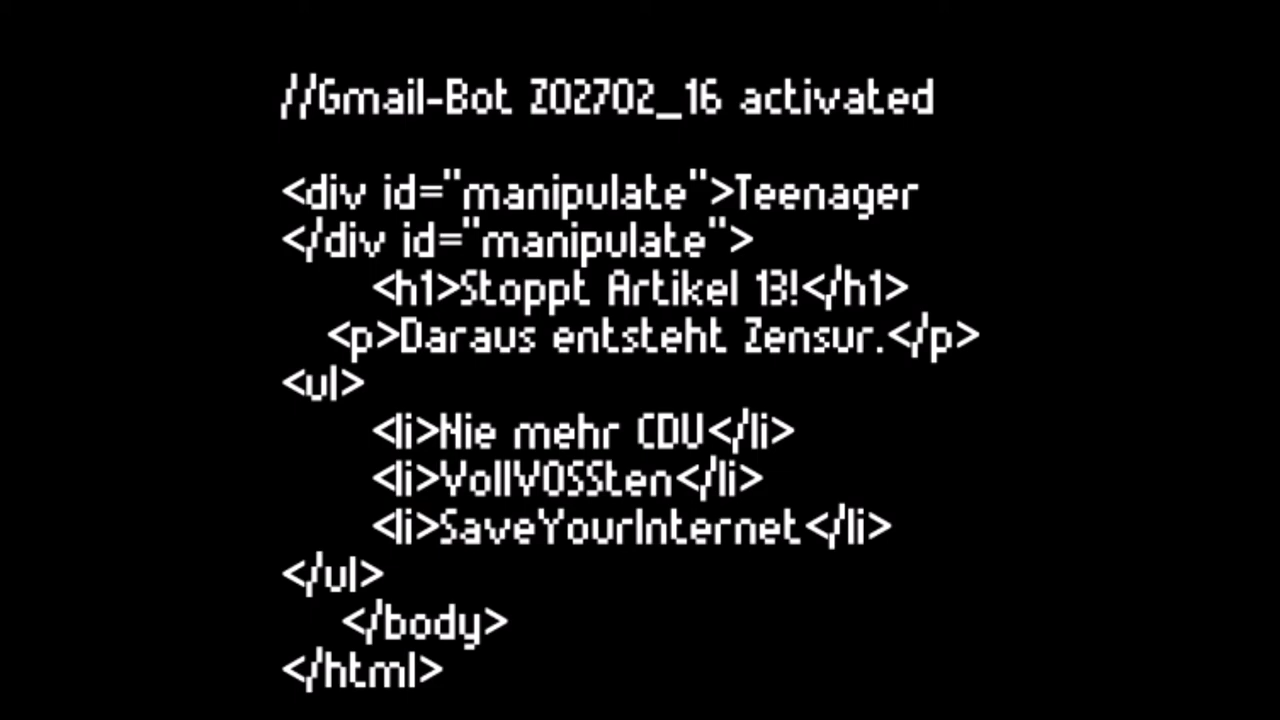 //Gmail-Bot Z02702_16 activated
<div id="manipulate">Teenager
</div id="manipulate">
<h1>Stoppt Artikel 13!</h1>
<p>Daraus entsteht Zensur.</p>
<ul>
<li>Nie mehr CDU</li>
<li>VollVOSSten</li>
<li>SaveYourInternet</li>
</ul>
</body>
</html>